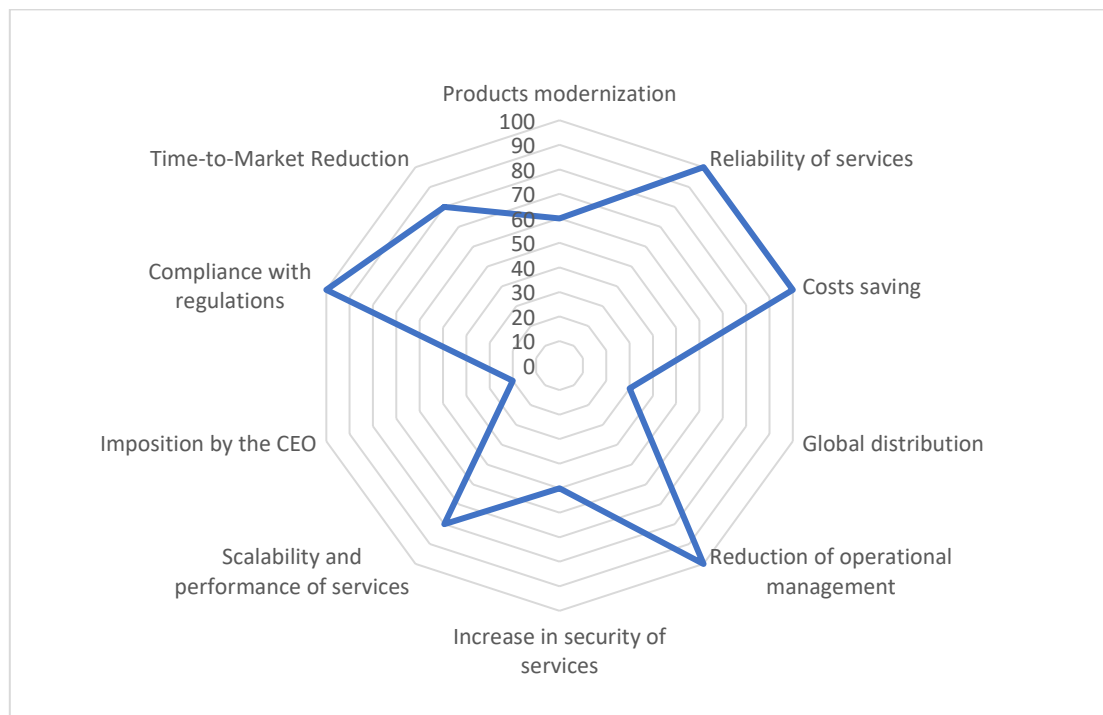 Products modernization
100
90
80
70
60
50
40
30
20
10
0
Reliability of services
Costs saving
Global distribution
Reduction of operational
management
Increase in security of
services
Scalability and
performance of services
Imposition by the CEO
Compliance with
regulations
Time-to-Market Reduction